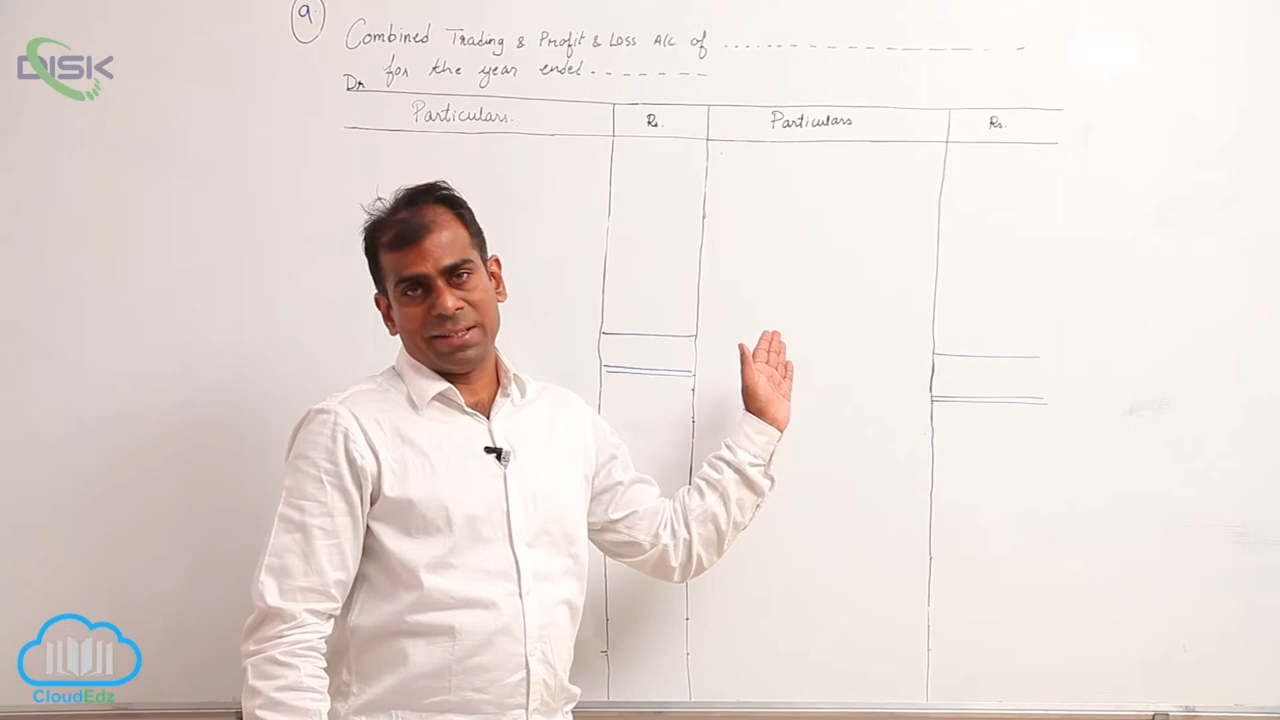 9.
Combined Trading & Profit & Loss A/c of ...............
for the year ended - - - - - - - -
Dr
Particulars. Rs. Particulars Rs.
DISK
CloudEdz